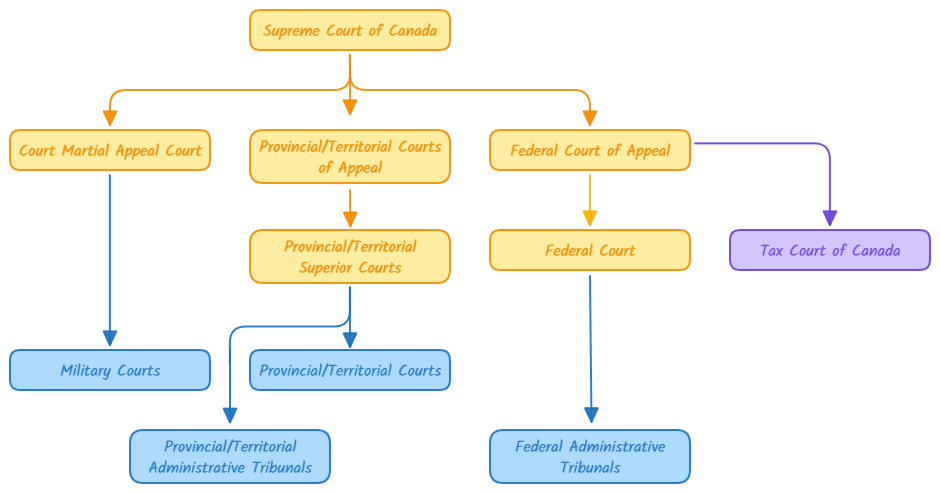 Supreme Court of Canada
Court Martial Appeal Court
Provincial/Territorial Courts
of Appeal
Federal Court of Appeal
Provincial/Territorial
Superior Courts
Federal Court
Tax Court of Canada
Military Courts
Provincial/Territorial Courts
Provincial/Territorial
Administrative Tribunals
Federal Administrative
Tribunals